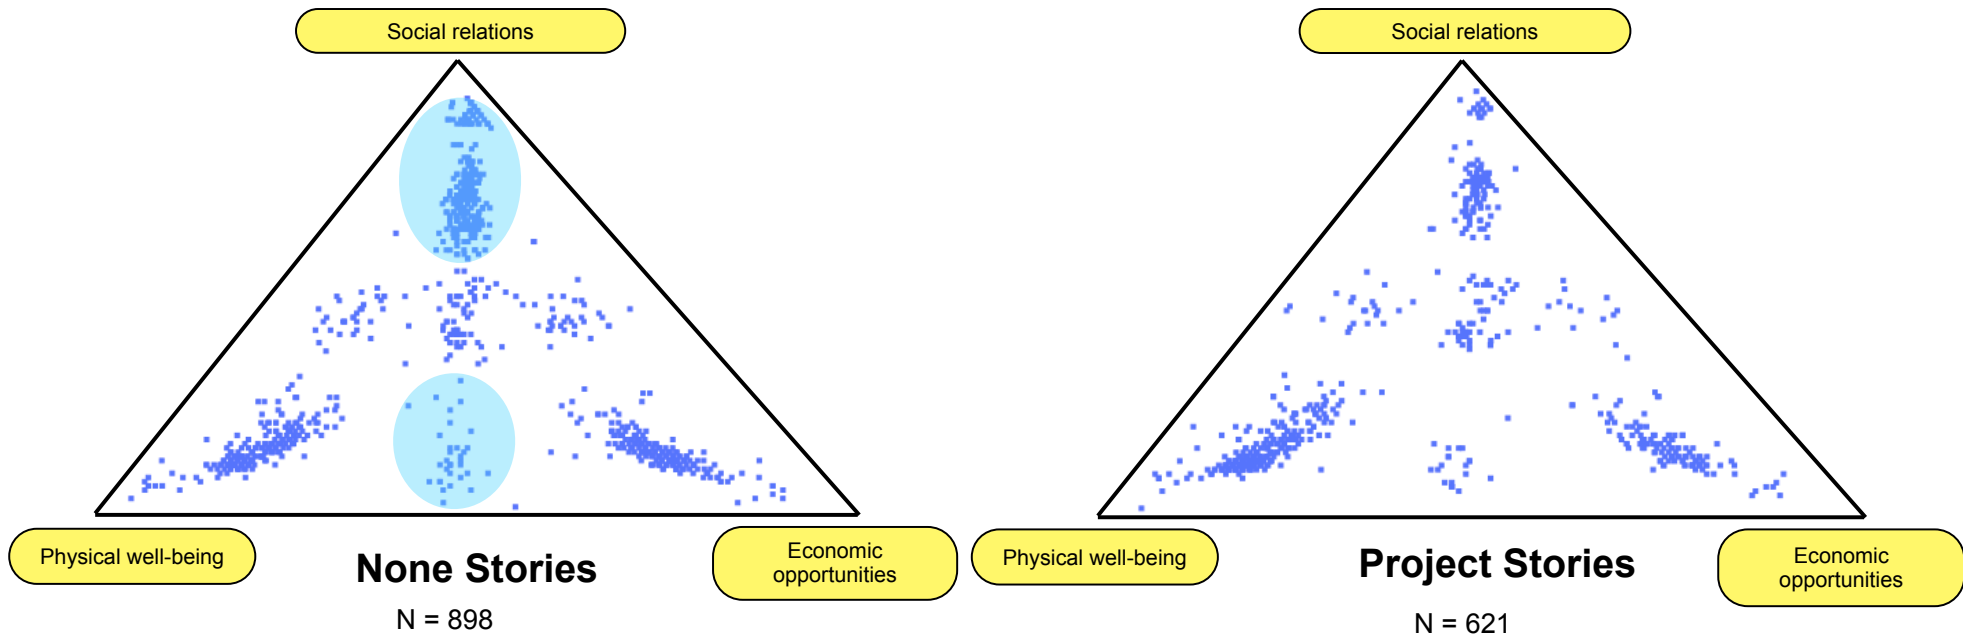 Social relations
Physical well-being
Economic
opportunities
None Stories
N = 898
Social relations
Physical well-being
Economic
opportunities
Project Stories
N = 621